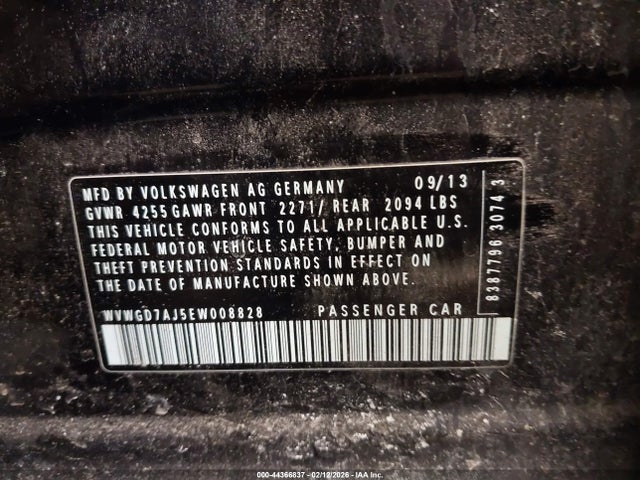 MFD BY VOLKSWAGEN AG GERMANY 09/13
GVWR 4255 GAWR FRONT 2271/ REAR 2094 LBS
THIS VEHICLE CONFORMS TO ALL APPLICABLE U.S.
FEDERAL MOTOR VEHICLE SAFETY, BUMPER AND
THEFT PREVENTION STANDARDS IN EFFECT ON
THE DATE OF MANUFACTURE SHOWN ABOVE.
WVWGD7AJ5EW008828 PASSENGER CAR
8387796 3074 3
000-44366837 - 02/12/2026 - IAA Inc.